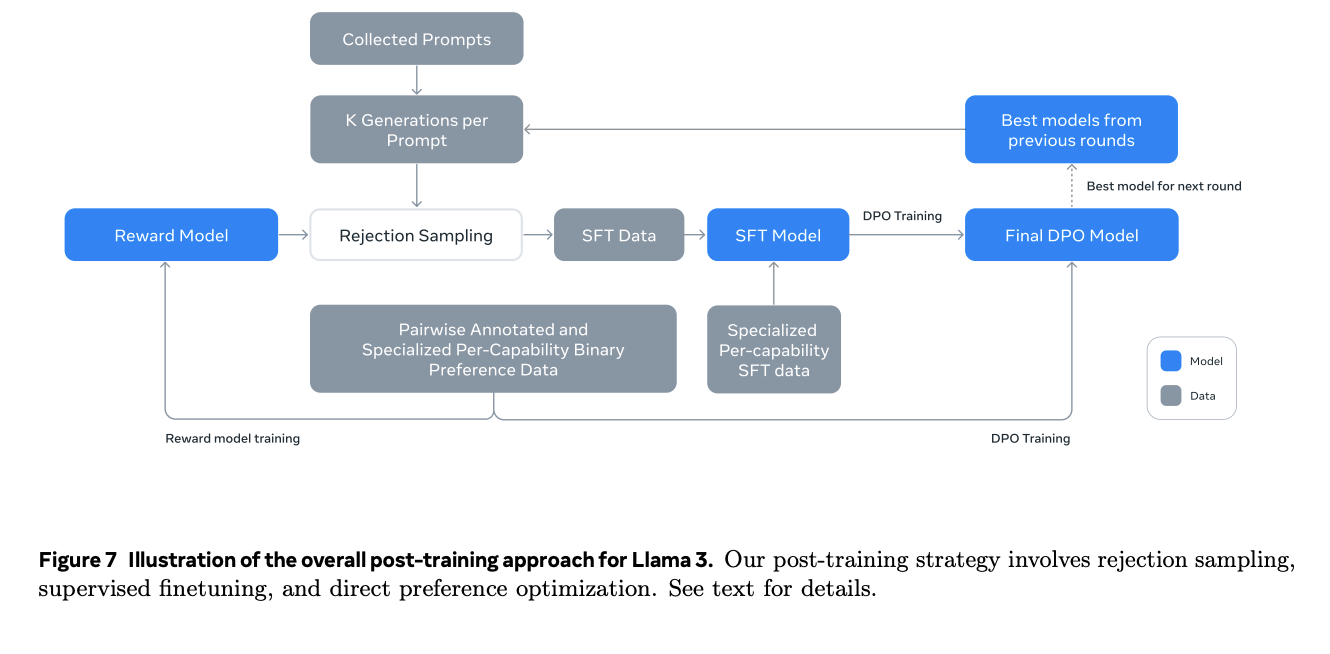 Collected Prompts
K Generations per
Prompt
Best models from
previous rounds
Best model for next round
Reward Model
Rejection Sampling
SFT Data
SFT Model
DPO Training
Final DPO Model
Pairwise Annotated and
Specialized Per-Capability Binary
Preference Data
Specialized
Per-capability
SFT data
Model
Data
Reward model training
DPO Training
Figure 7 Illustration of the overall post-training approach for Llama 3. Our post-training strategy involves rejection sampling,
supervised finetuning, and direct preference optimization. See text for details.